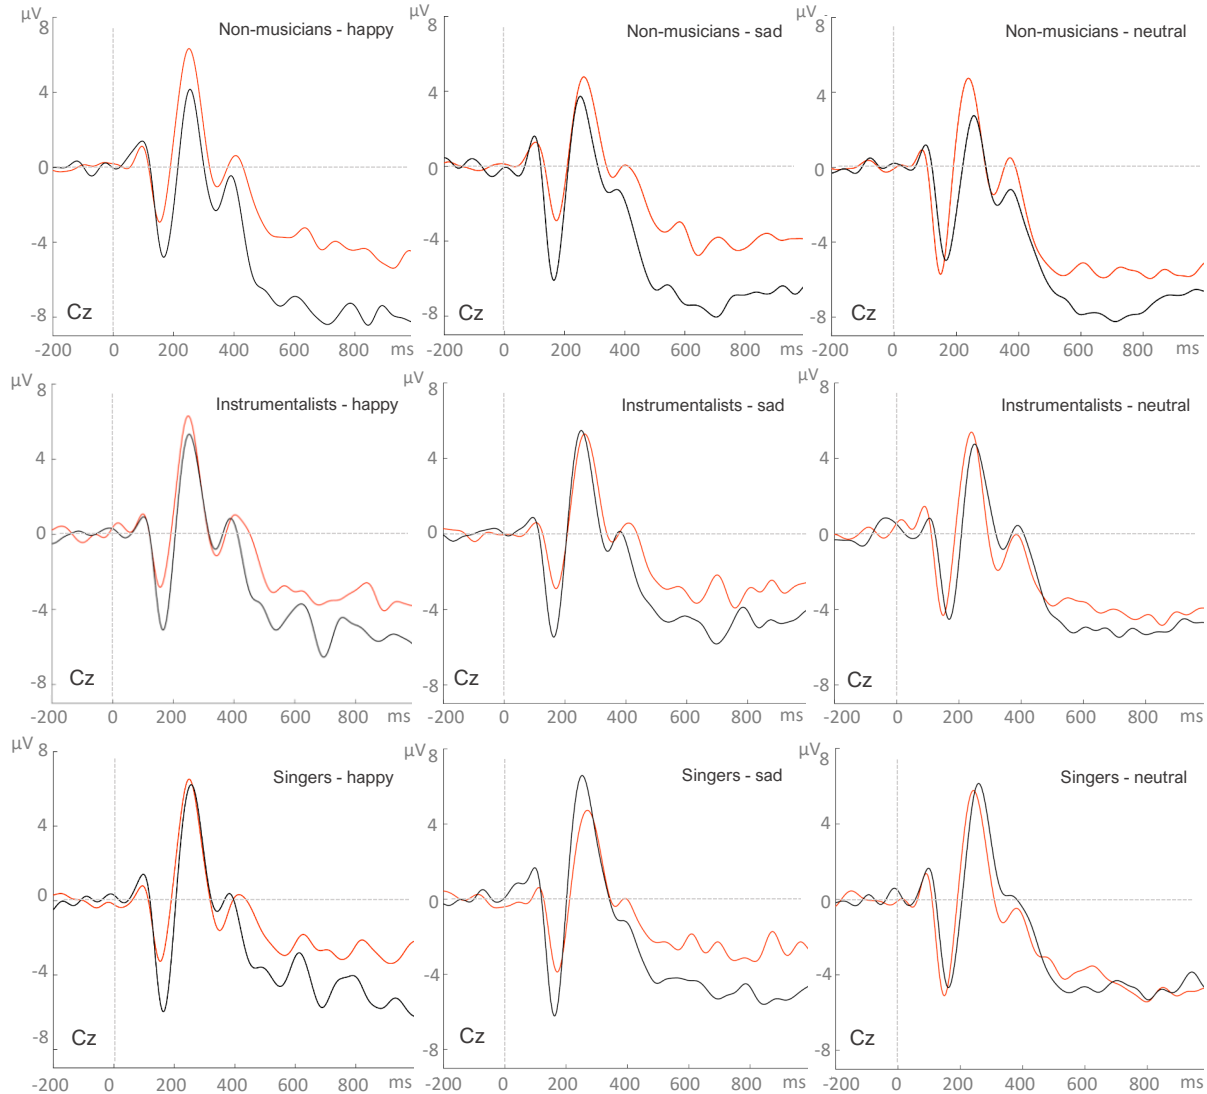 μV
8
4
0
-4
-8
Non-musicians - happy
Cz
-200 0 200 400 600 800 ms
μV
8
4
0
-4
-8
Non-musicians - sad
Cz
-200 0 200 400 600 800 ms
μV
8
4
0
-4
-8
Non-musicians - neutral
Cz
-200 0 200 400 600 800 ms
μV
8
4
0
-4
-8
Instrumentalists - happy
Cz
-200 0 200 400 600 800 ms
μV
8
4
0
-4
-8
Instrumentalists - sad
Cz
-200 0 200 400 600 800 ms
μV
8
4
0
-4
-8
Instrumentalists - neutral
Cz
-200 0 200 400 600 800 ms
μV
8
4
0
-4
-8
Singers - happy
Cz
-200 0 200 400 600 800 ms
μV
8
4
0
-4
-8
Singers - sad
Cz
-200 0 200 400 600 800 ms
μV
8
4
0
-4
-8
Singers - neutral
Cz
-200 0 200 400 600 800 ms